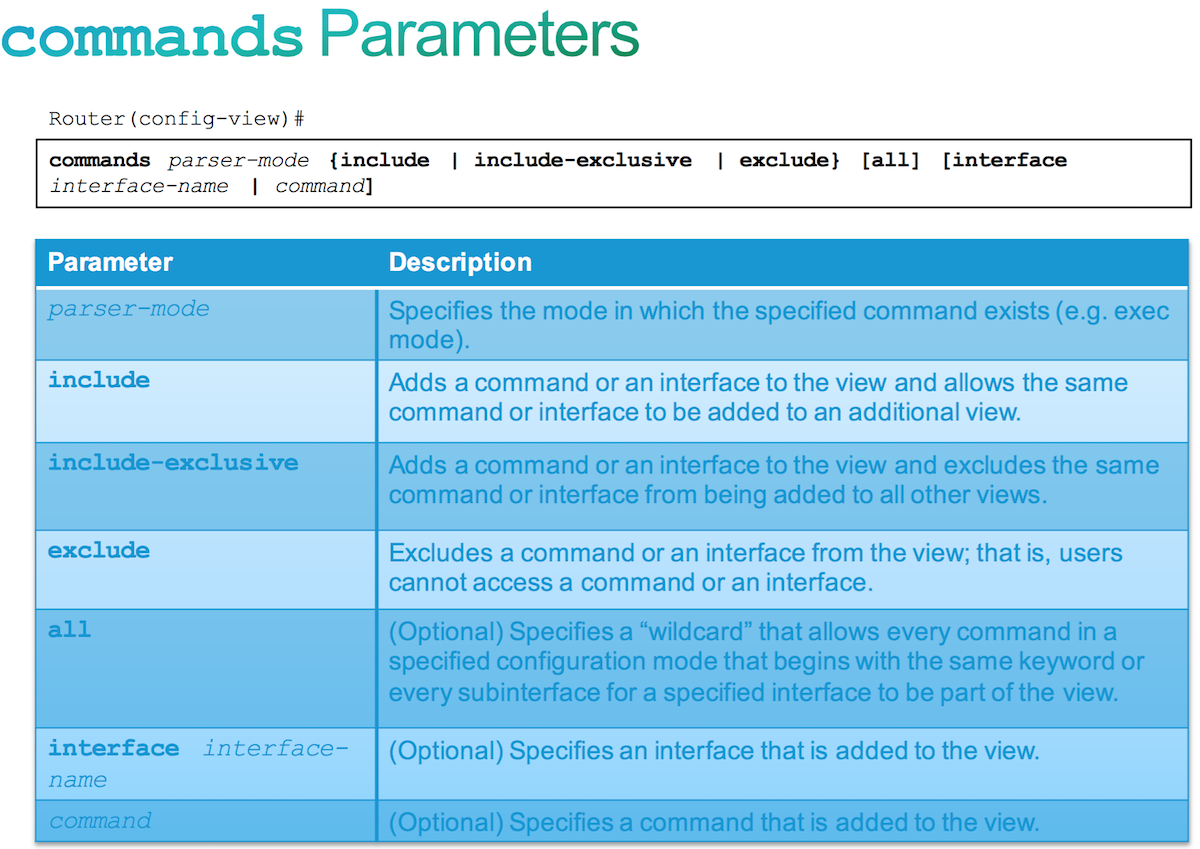 commands Parameters
Router(config-view)#
commands parser-mode {include | include-exclusive | exclude} [all] [interface
interface-name | command]
Parameter Description
parser-mode Specifies the mode in which the specified command exists (e.g. exec
mode).
include Adds a command or an interface to the view and allows the same
command or interface to be added to an additional view.
include-exclusive Adds a command or an interface to the view and excludes the same
command or interface from being added to all other views.
exclude Excludes a command or an interface from the view; that is, users
cannot access a command or an interface.
all (Optional) Specifies a “wildcard” that allows every command in a
specified configuration mode that begins with the same keyword or
every subinterface for a specified interface to be part of the view.
interface interface- (Optional) Specifies an interface that is added to the view.
name
command (Optional) Specifies a command that is added to the view.